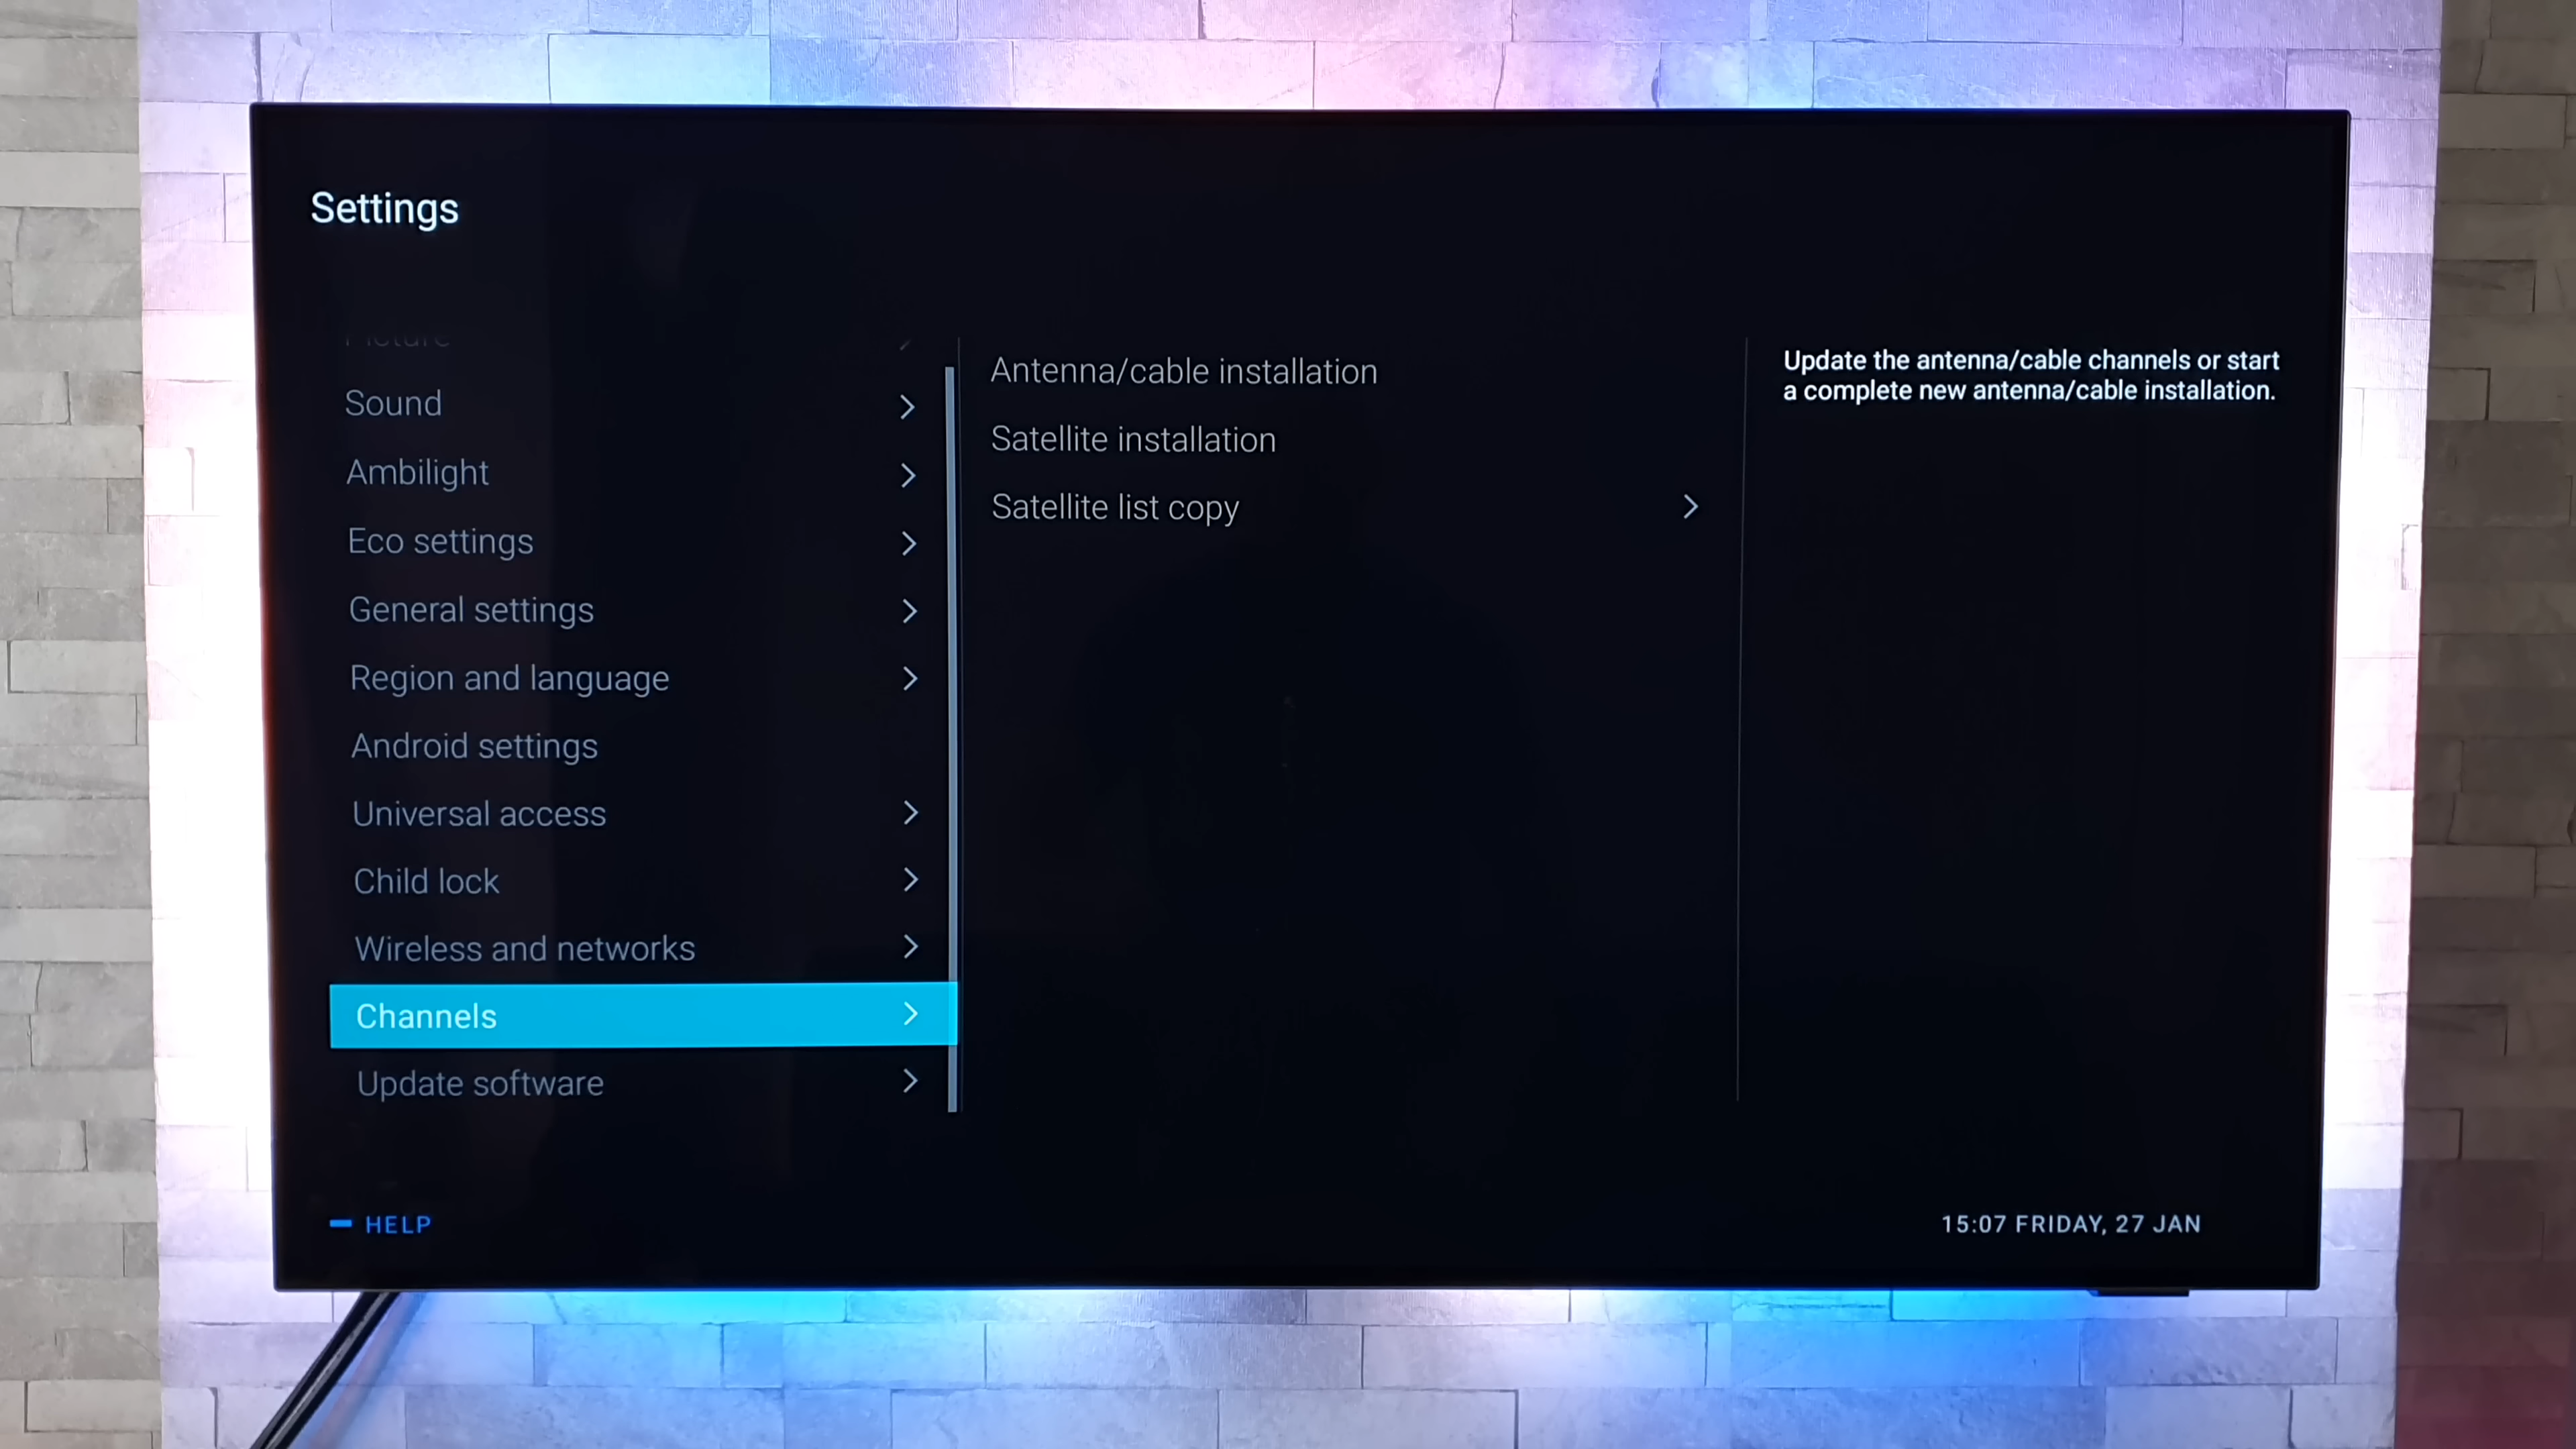 Settings
Picture
Sound
Ambilight
Eco settings
General settings
Region and language
Android settings
Universal access
Child lock
Wireless and networks
Channels
Update software
Antenna/cable installation
Satellite installation
Satellite list copy
Update the antenna/cable channels or start
a complete new antenna/cable installation.
HELP
15:07 FRIDAY, 27 JAN